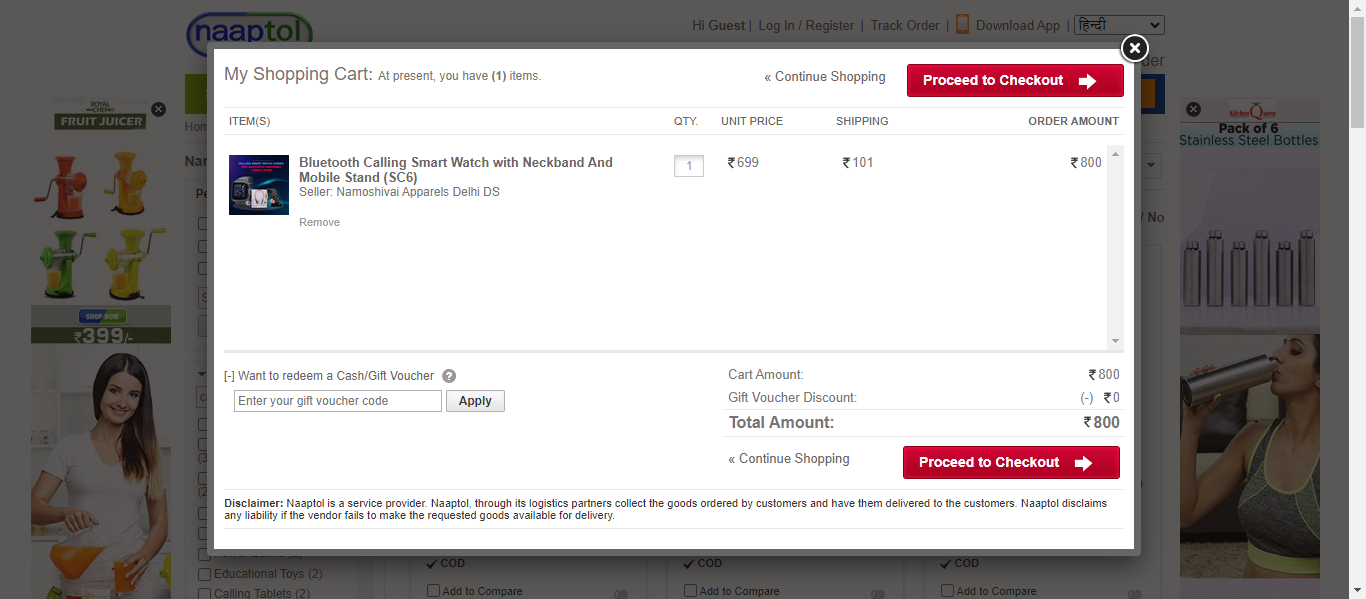 naaptol
Hi Guest | Log In / Register | Track Order | Download App | हिन्दी
My Shopping Cart: At present, you have (1) items.
« Continue Shopping
Proceed to Checkout
ITEM(S) QTY. UNIT PRICE SHIPPING ORDER AMOUNT
Bluetooth Calling Smart Watch with Neckband And
Mobile Stand (SC6)
Seller: Namoshivai Apparels Delhi DS
Remove
1
₹699
₹101
₹800
[-] Want to redeem a Cash/Gift Voucher ?
Enter your gift voucher code
Apply
Cart Amount: ₹800
Gift Voucher Discount: (-) ₹0
Total Amount: ₹800
« Continue Shopping
Proceed to Checkout
Disclaimer: Naaptol is a service provider. Naaptol, through its logistics partners collect the goods ordered by customers and have them delivered to the customers. Naaptol disclaims
any liability if the vendor fails to make the requested goods available for delivery.
ROYAL
CHEF
FRUIT JUICER
SHOP NOW
₹399/-
Kitchen Queen
Pack of 6
Stainless Steel Bottles
/ No
COD
COD
COD
Educational Toys (2)
Add to Compare
Add to Compare
Add to Compare
Calling Tablets (2)